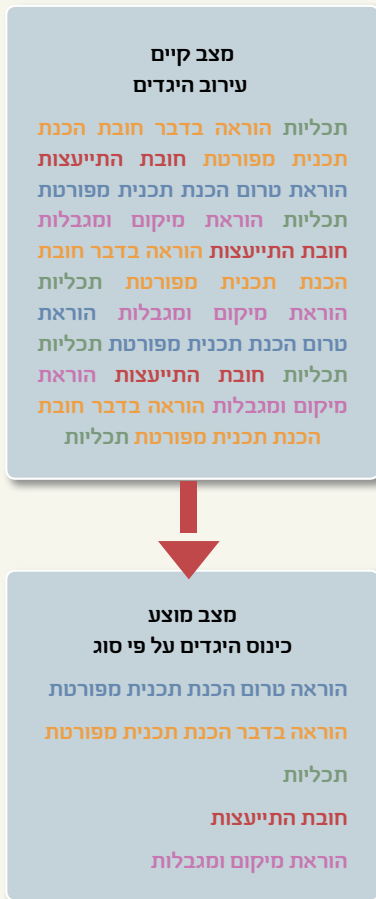 מצב קיים
עירוב היגדים
תכליות הוראה בדבר חובת הכנת
תכנית מפורטת חובת התייעצות
הוראת טרום הכנת תכנית מפורטת
תכליות הוראת מיקום ומגבלות
חובת התייעצות הוראה בדבר חובת
הכנת תכנית מפורטת תכליות
הוראת מיקום ומגבלות הוראת
טרום הכנת תכנית מפורטת תכליות
תכליות חובת התייעצות הוראת
מיקום ומגבלות הוראה בדבר חובת
הכנת תכנית מפורטת תכליות
מצב מוצע
כינוס היגדים על פי סוג
הוראה טרום הכנת תכנית מפורטת
הוראה בדבר הכנת תכנית מפורטת
תכליות
חובת התייעצות
הוראת מיקום ומגבלות